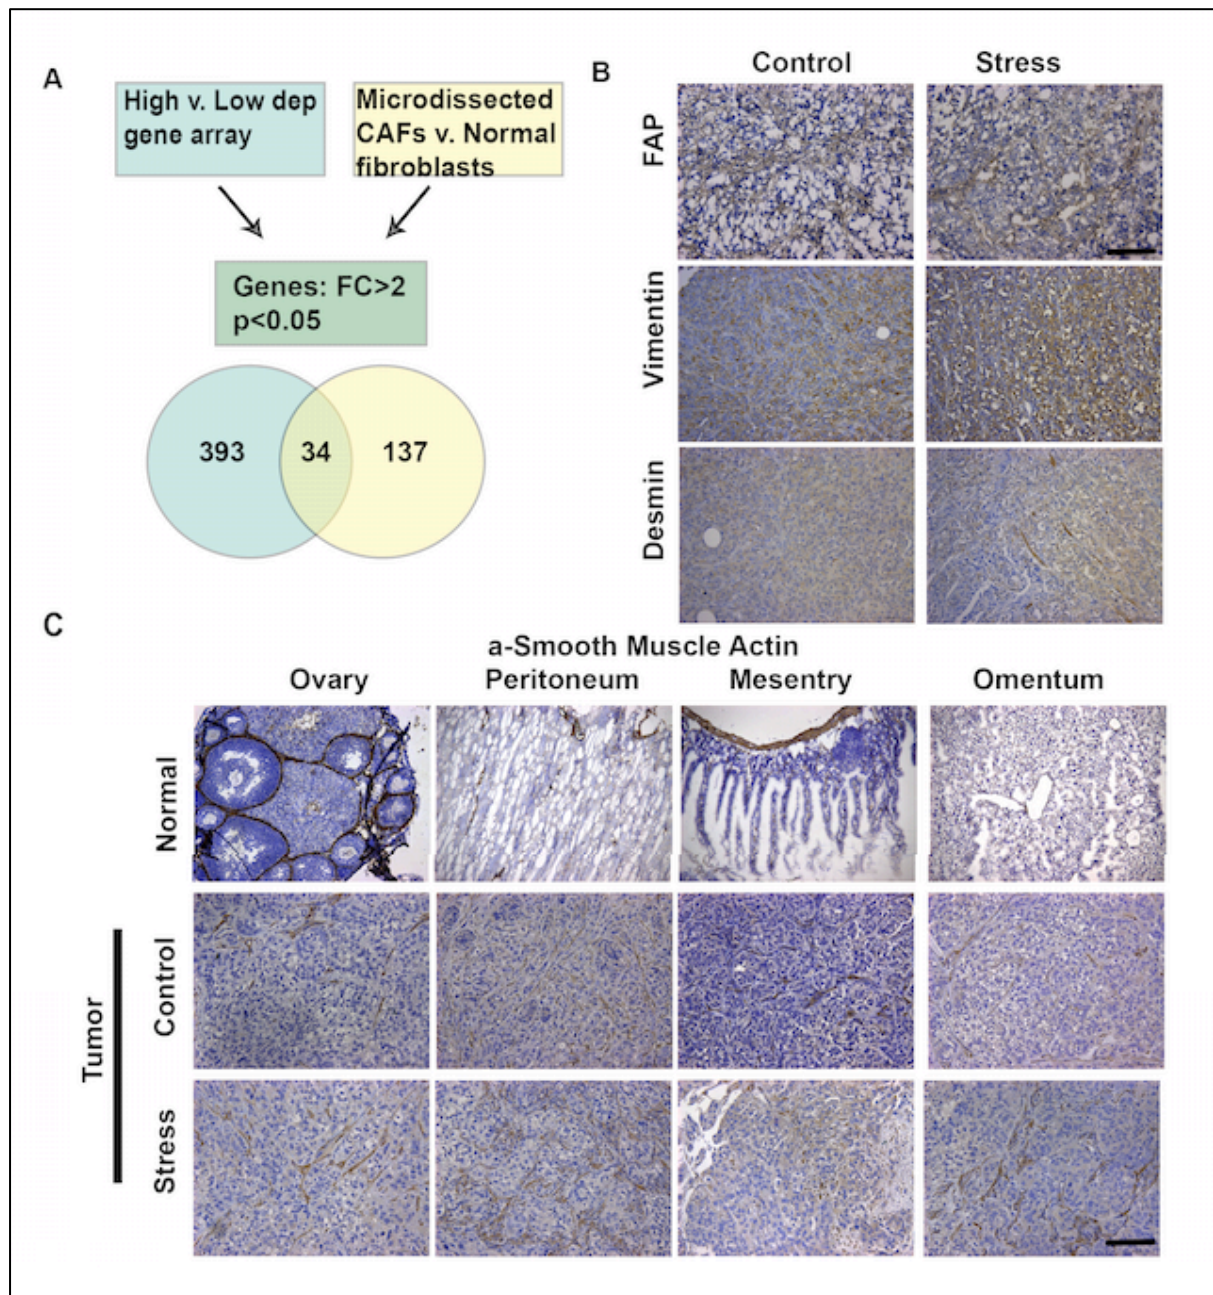 A
High v. Low dep
gene array
Microdissected
CAFs v. Normal
fibroblasts
Genes: FC>2
p<0.05
393
34
137
B
Control
Stress
FAP
Vimentin
Desmin
C
a-Smooth Muscle Actin
Ovary
Peritoneum
Mesentry
Omentum
Normal
Tumor
Control
Stress